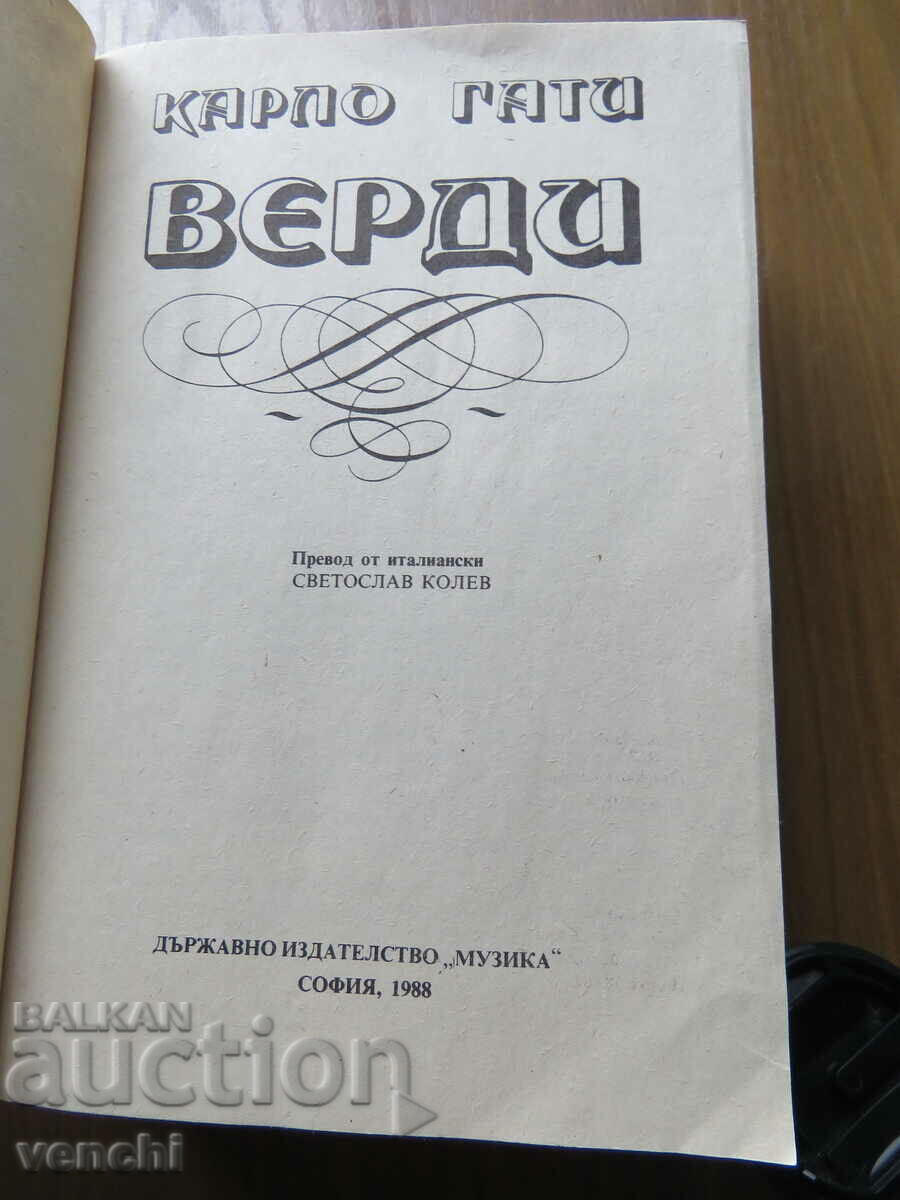 КАРЛО ГАТИ
ВЕРДИ
Превод от италиански
СВЕТОСЛАВ КОЛЕВ
ДЪРЖАВНО ИЗДАТЕЛСТВО „МУЗИКА“
СОФИЯ, 1988
BALKAN
auction
venchi